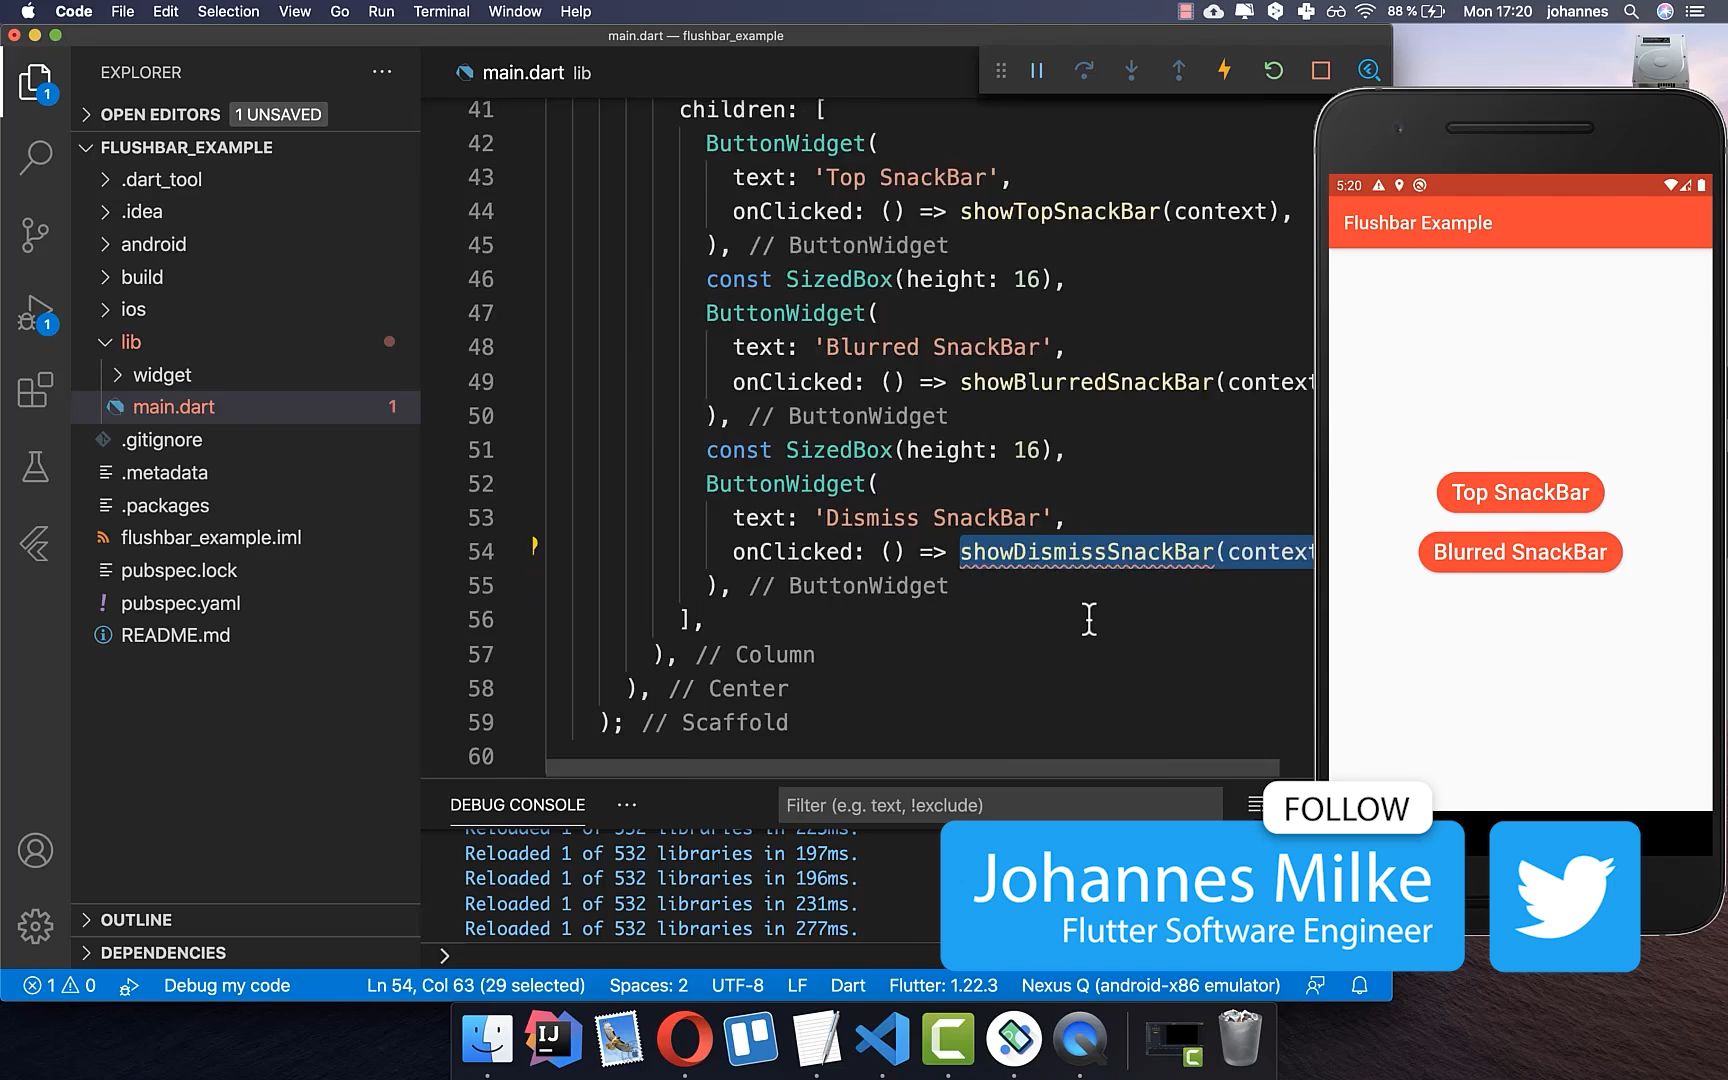 Code File Edit Selection View Go Run Terminal Window Help
88 % Mon 17:20 johannes
main.dart — flushbar_example
EXPLORER
1
OPEN EDITORS 1 UNSAVED
FLUSHBAR_EXAMPLE
.dart_tool
.idea
android
build
ios
1
lib
widget
main.dart 1
.gitignore
.metadata
.packages
flushbar_example.iml
pubspec.lock
! pubspec.yaml
README.md
OUTLINE
DEPENDENCIES
main.dart lib
41 children: [
42 ButtonWidget(
43 text: 'Top SnackBar',
44 onClicked: () => showTopSnackBar(context),
45 ), // ButtonWidget
46 const SizedBox(height: 16),
47 ButtonWidget(
48 text: 'Blurred SnackBar',
49 onClicked: () => showBlurredSnackBar(context
50 ), // ButtonWidget
51 const SizedBox(height: 16),
52 ButtonWidget(
53 text: 'Dismiss SnackBar',
54 onClicked: () => showDismissSnackBar(context
55 ), // ButtonWidget
56 ],
57 ), // Column
58 ), // Center
59 ); // Scaffold
60
DEBUG CONSOLE
Filter (e.g. text, !exclude)
Reloaded 1 of 532 libraries in 197ms.
Reloaded 1 of 532 libraries in 196ms.
Reloaded 1 of 532 libraries in 231ms.
Reloaded 1 of 532 libraries in 277ms.
5:20
Flushbar Example
Top SnackBar
Blurred SnackBar
FOLLOW
Johannes Milke
Flutter Software Engineer
1 0 Debug my code Ln 54, Col 63 (29 selected) Spaces: 2 UTF-8 LF Dart Flutter: 1.22.3 Nexus Q (android-x86 emulator)
IJ
C
C